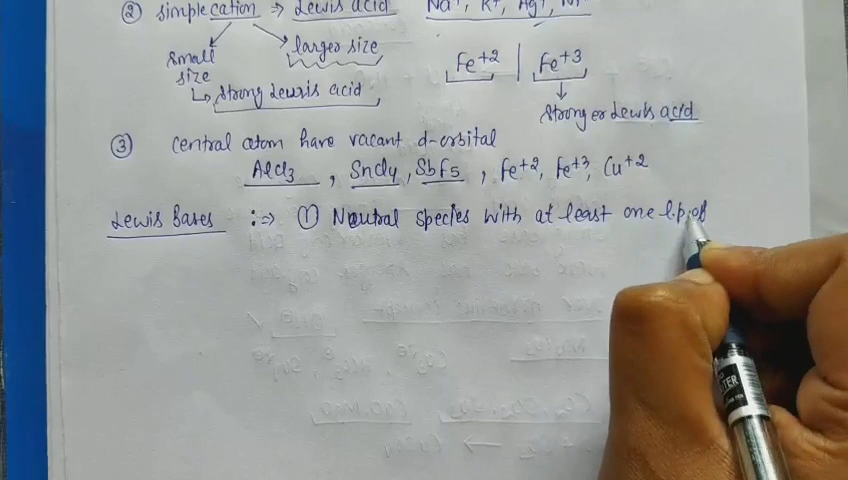 ② simple cation ⇒ Lewis acid Na⁺, K⁺, Ag⁺,
small size larger size
↳ strong Lewis acid
Fe+2 | Fe+3
stronger Lewis acid
③ central atom have vacant d-orbital
AlCl3, SnCl4, SbF5, Fe+2, Fe+3, Cu+2
Lewis Bases :⇒ ① Neutral species with at least one l.p. of